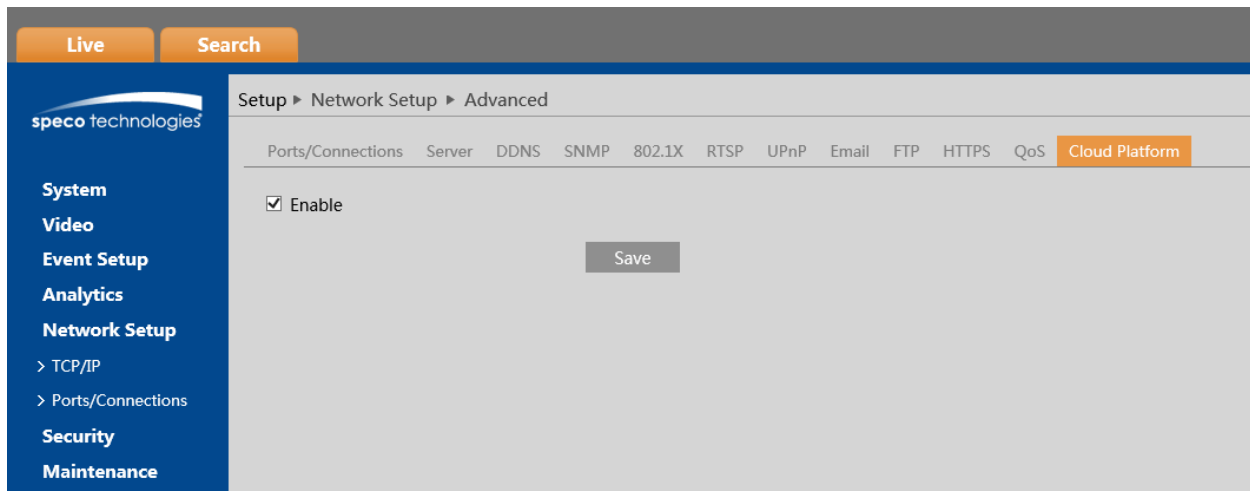 Live Search
speco technologies
Setup ▸ Network Setup ▸ Advanced
Ports/Connections Server DDNS SNMP 802.1X RTSP UPnP Email FTP HTTPS QoS Cloud Platform
Enable
Save
System
Video
Event Setup
Analytics
Network Setup
> TCP/IP
> Ports/Connections
Security
Maintenance